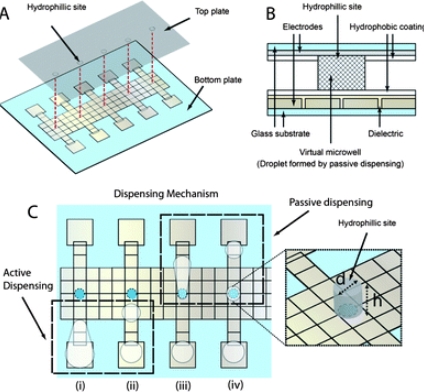 A
Hydrophillic site
Top plate
Bottom plate
B
Hydrophillic site
Electrodes
Hydrophobic coating
Glass substrate
Dielectric
Virtual microwell
(Droplet formed by passive dispensing)
C
Dispensing Mechanism
Passive dispensing
Hydrophillic site
d
h
Active
Dispensing
(i)
(ii)
(iii)
(iv)